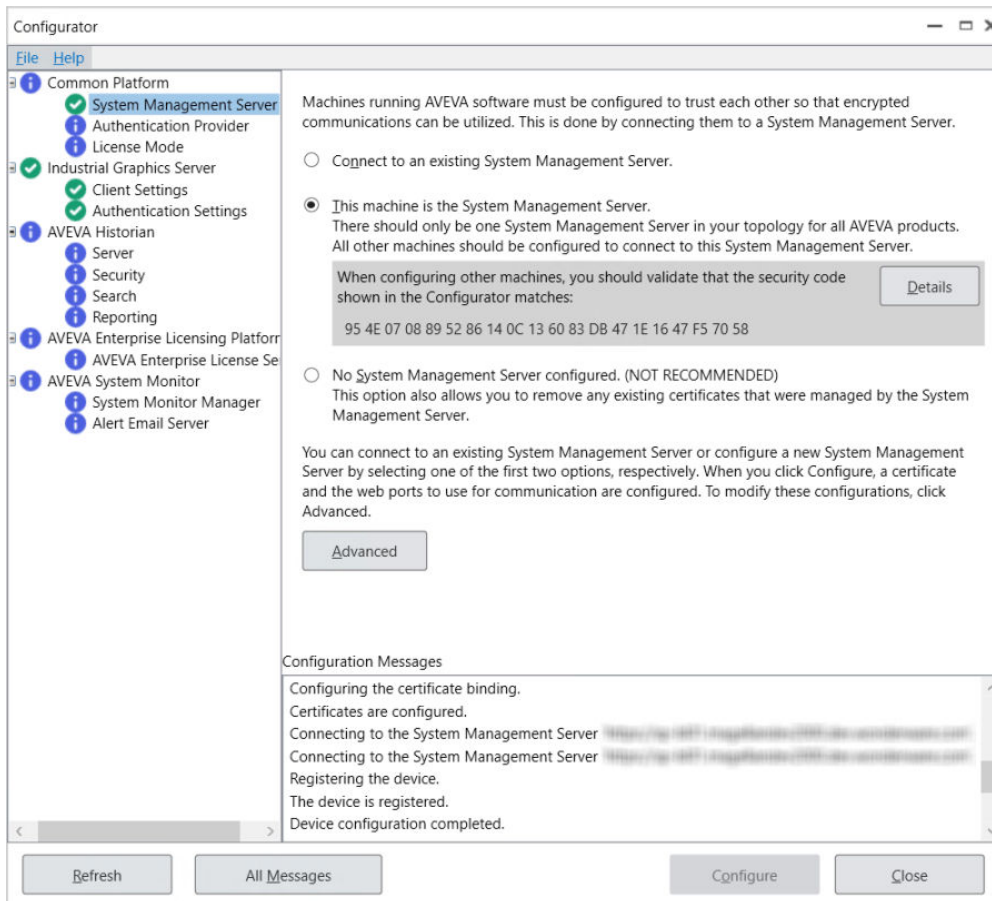 Configurator
File Help
Common Platform
System Management Server
Authentication Provider
License Mode
Industrial Graphics Server
Client Settings
Authentication Settings
AVEVA Historian
Server
Security
Search
Reporting
AVEVA Enterprise Licensing Platforr
AVEVA Enterprise License Se
AVEVA System Monitor
System Monitor Manager
Alert Email Server
Machines running AVEVA software must be configured to trust each other so that encrypted
communications can be utilized. This is done by connecting them to a System Management Server.
Connect to an existing System Management Server.
This machine is the System Management Server.
There should only be one System Management Server in your topology for all AVEVA products.
All other machines should be configured to connect to this System Management Server.
When configuring other machines, you should validate that the security code
shown in the Configurator matches:
Details
95 4E 07 08 89 52 86 14 0C 13 60 83 DB 47 1E 16 47 F5 70 58
No System Management Server configured. (NOT RECOMMENDED)
This option also allows you to remove any existing certificates that were managed by the System
Management Server.
You can connect to an existing System Management Server or configure a new System Management
Server by selecting one of the first two options, respectively. When you click Configure, a certificate
and the web ports to use for communication are configured. To modify these configurations, click
Advanced.
Advanced
Configuration Messages
Configuring the certificate binding.
Certificates are configured.
Connecting to the System Management Server
Connecting to the System Management Server
Registering the device.
The device is registered.
Device configuration completed.
Refresh All Messages Configure Close